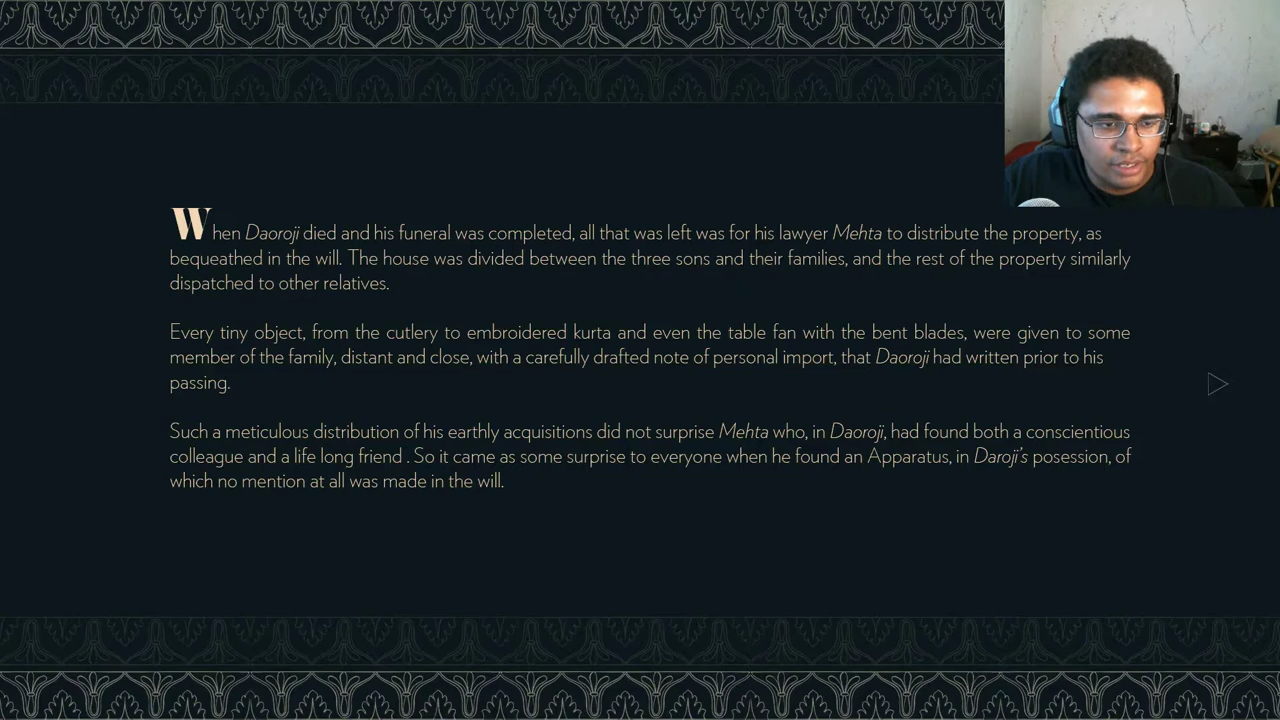 When Daoroji died and his funeral was completed, all that was left was for his lawyer Mehta to distribute the property, as
bequeathed in the will. The house was divided between the three sons and their families, and the rest of the property similarly
dispatched to other relatives.
Every tiny object, from the cutlery to embroidered kurta and even the table fan with the bent blades, were given to some
member of the family, distant and close, with a carefully drafted note of personal import, that Daoroji had written prior to his
passing.
Such a meticulous distribution of his earthly acquisitions did not surprise Mehta who, in Daoroji, had found both a conscientious
colleague and a life long friend . So it came as some surprise to everyone when he found an Apparatus, in Daroji's posession, of
which no mention at all was made in the will.